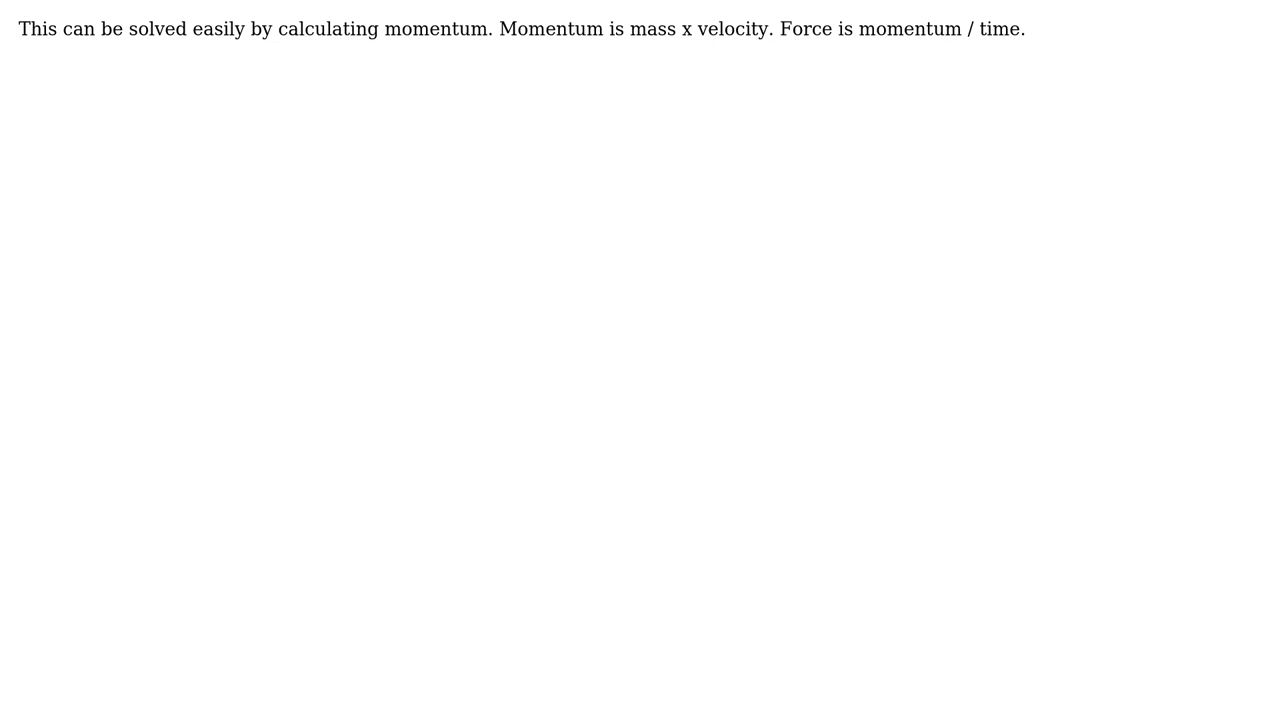 This can be solved easily by calculating momentum. Momentum is mass x velocity. Force is momentum / time.